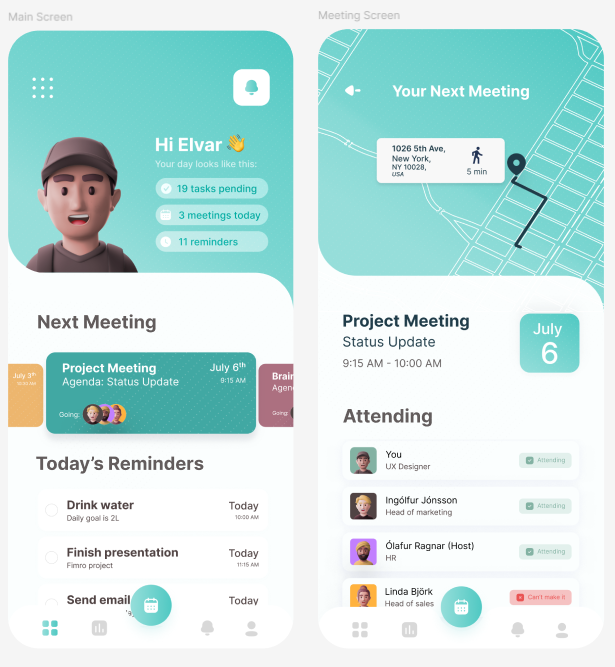 Main Screen
Hi Elvar
Your day looks like this:
19 tasks pending
3 meetings today
11 reminders
Next Meeting
July 3th
Project Meeting
Agenda: Status Update
July 6th
9:15 AM
Going:
Brain
Agen
Going:
Today's Reminders
Drink water
Daily goal is 2L
Today
10:00 AM
Finish presentation
Fimro project
Today
11:15 AM
Send email
Today
Meeting Screen
Your Next Meeting
1026 5th Ave,
New York,
NY 10028,
USA
5 min
Project Meeting
Status Update
9:15 AM - 10:00 AM
July
6
Attending
You
UX Designer
Attending
Ingólfur Jónsson
Head of marketing
Attending
Ólafur Ragnar (Host)
HR
Attending
Linda Björk
Head of sales
Can't make it